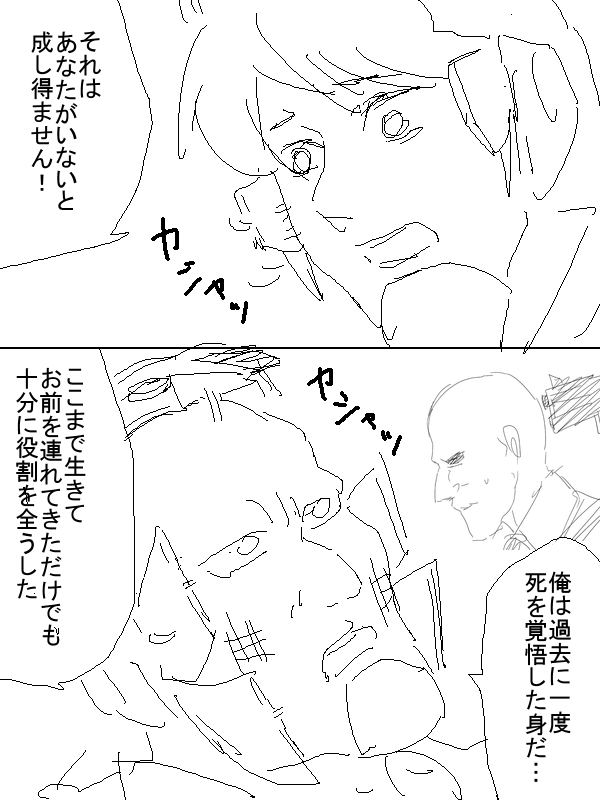 それは
あなたがいないと
成し得ません！
ガシャッ
ガシャッ
俺は過去に一度
死を覚悟した身だ…
ここまで生きて
お前を連れてきただけでも
十分に役割を全うした